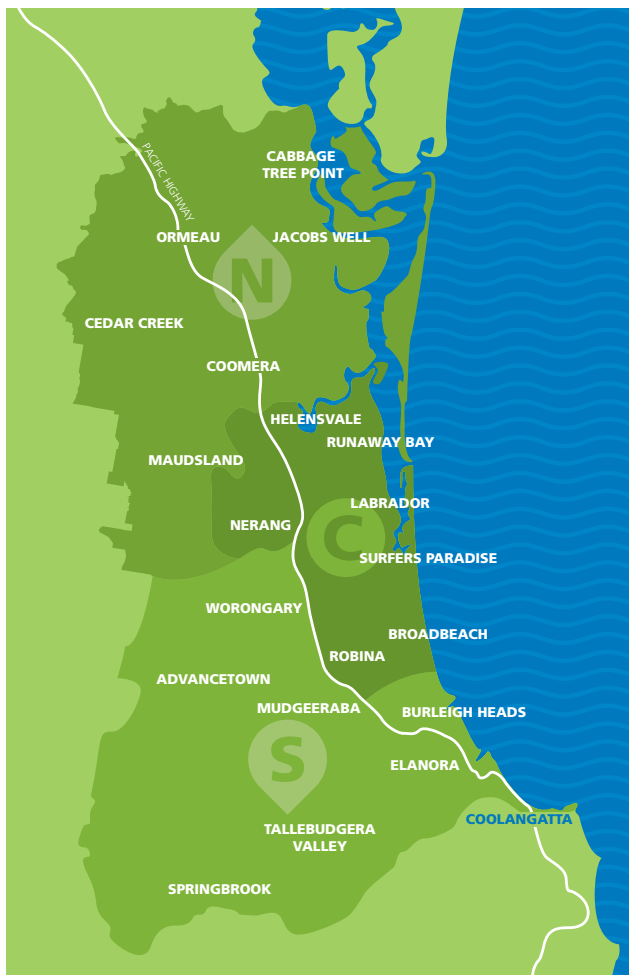 CABBAGE
TREE POINT
PACIFIC HIGHWAY
ORMEAU
JACOBS WELL
N
CEDAR CREEK
COOMERA
HELENSVALE
RUNAWAY BAY
MAUDSLAND
LABRADOR
NERANG
C
SURFERS PARADISE
WORONGARY
BROADBEACH
ROBINA
ADVANCETOWN
MUDGEERABA
BURLEIGH HEADS
S
ELANORA
COOLANGATTA
TALLEBUDGERA
VALLEY
SPRINGBROOK